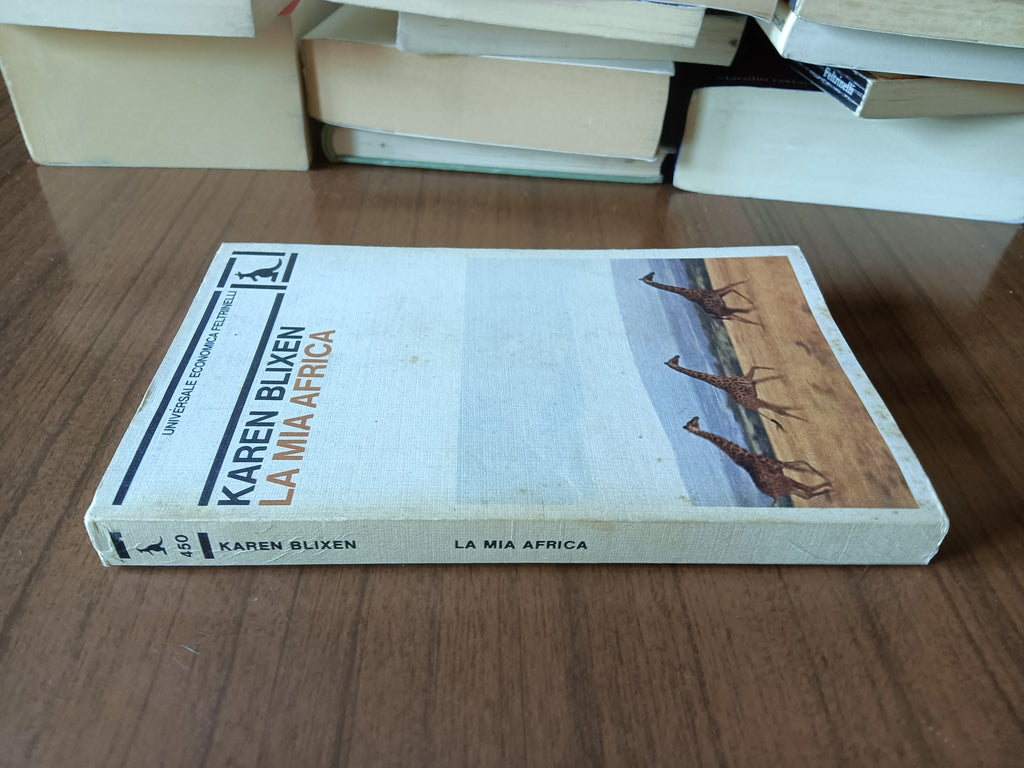 UNIVERSALE ECONOMICA FELTRINELLI
KAREN BLIXEN
LA MIA AFRICA
450
KAREN BLIXEN
LA MIA AFRICA
Feltrinelli